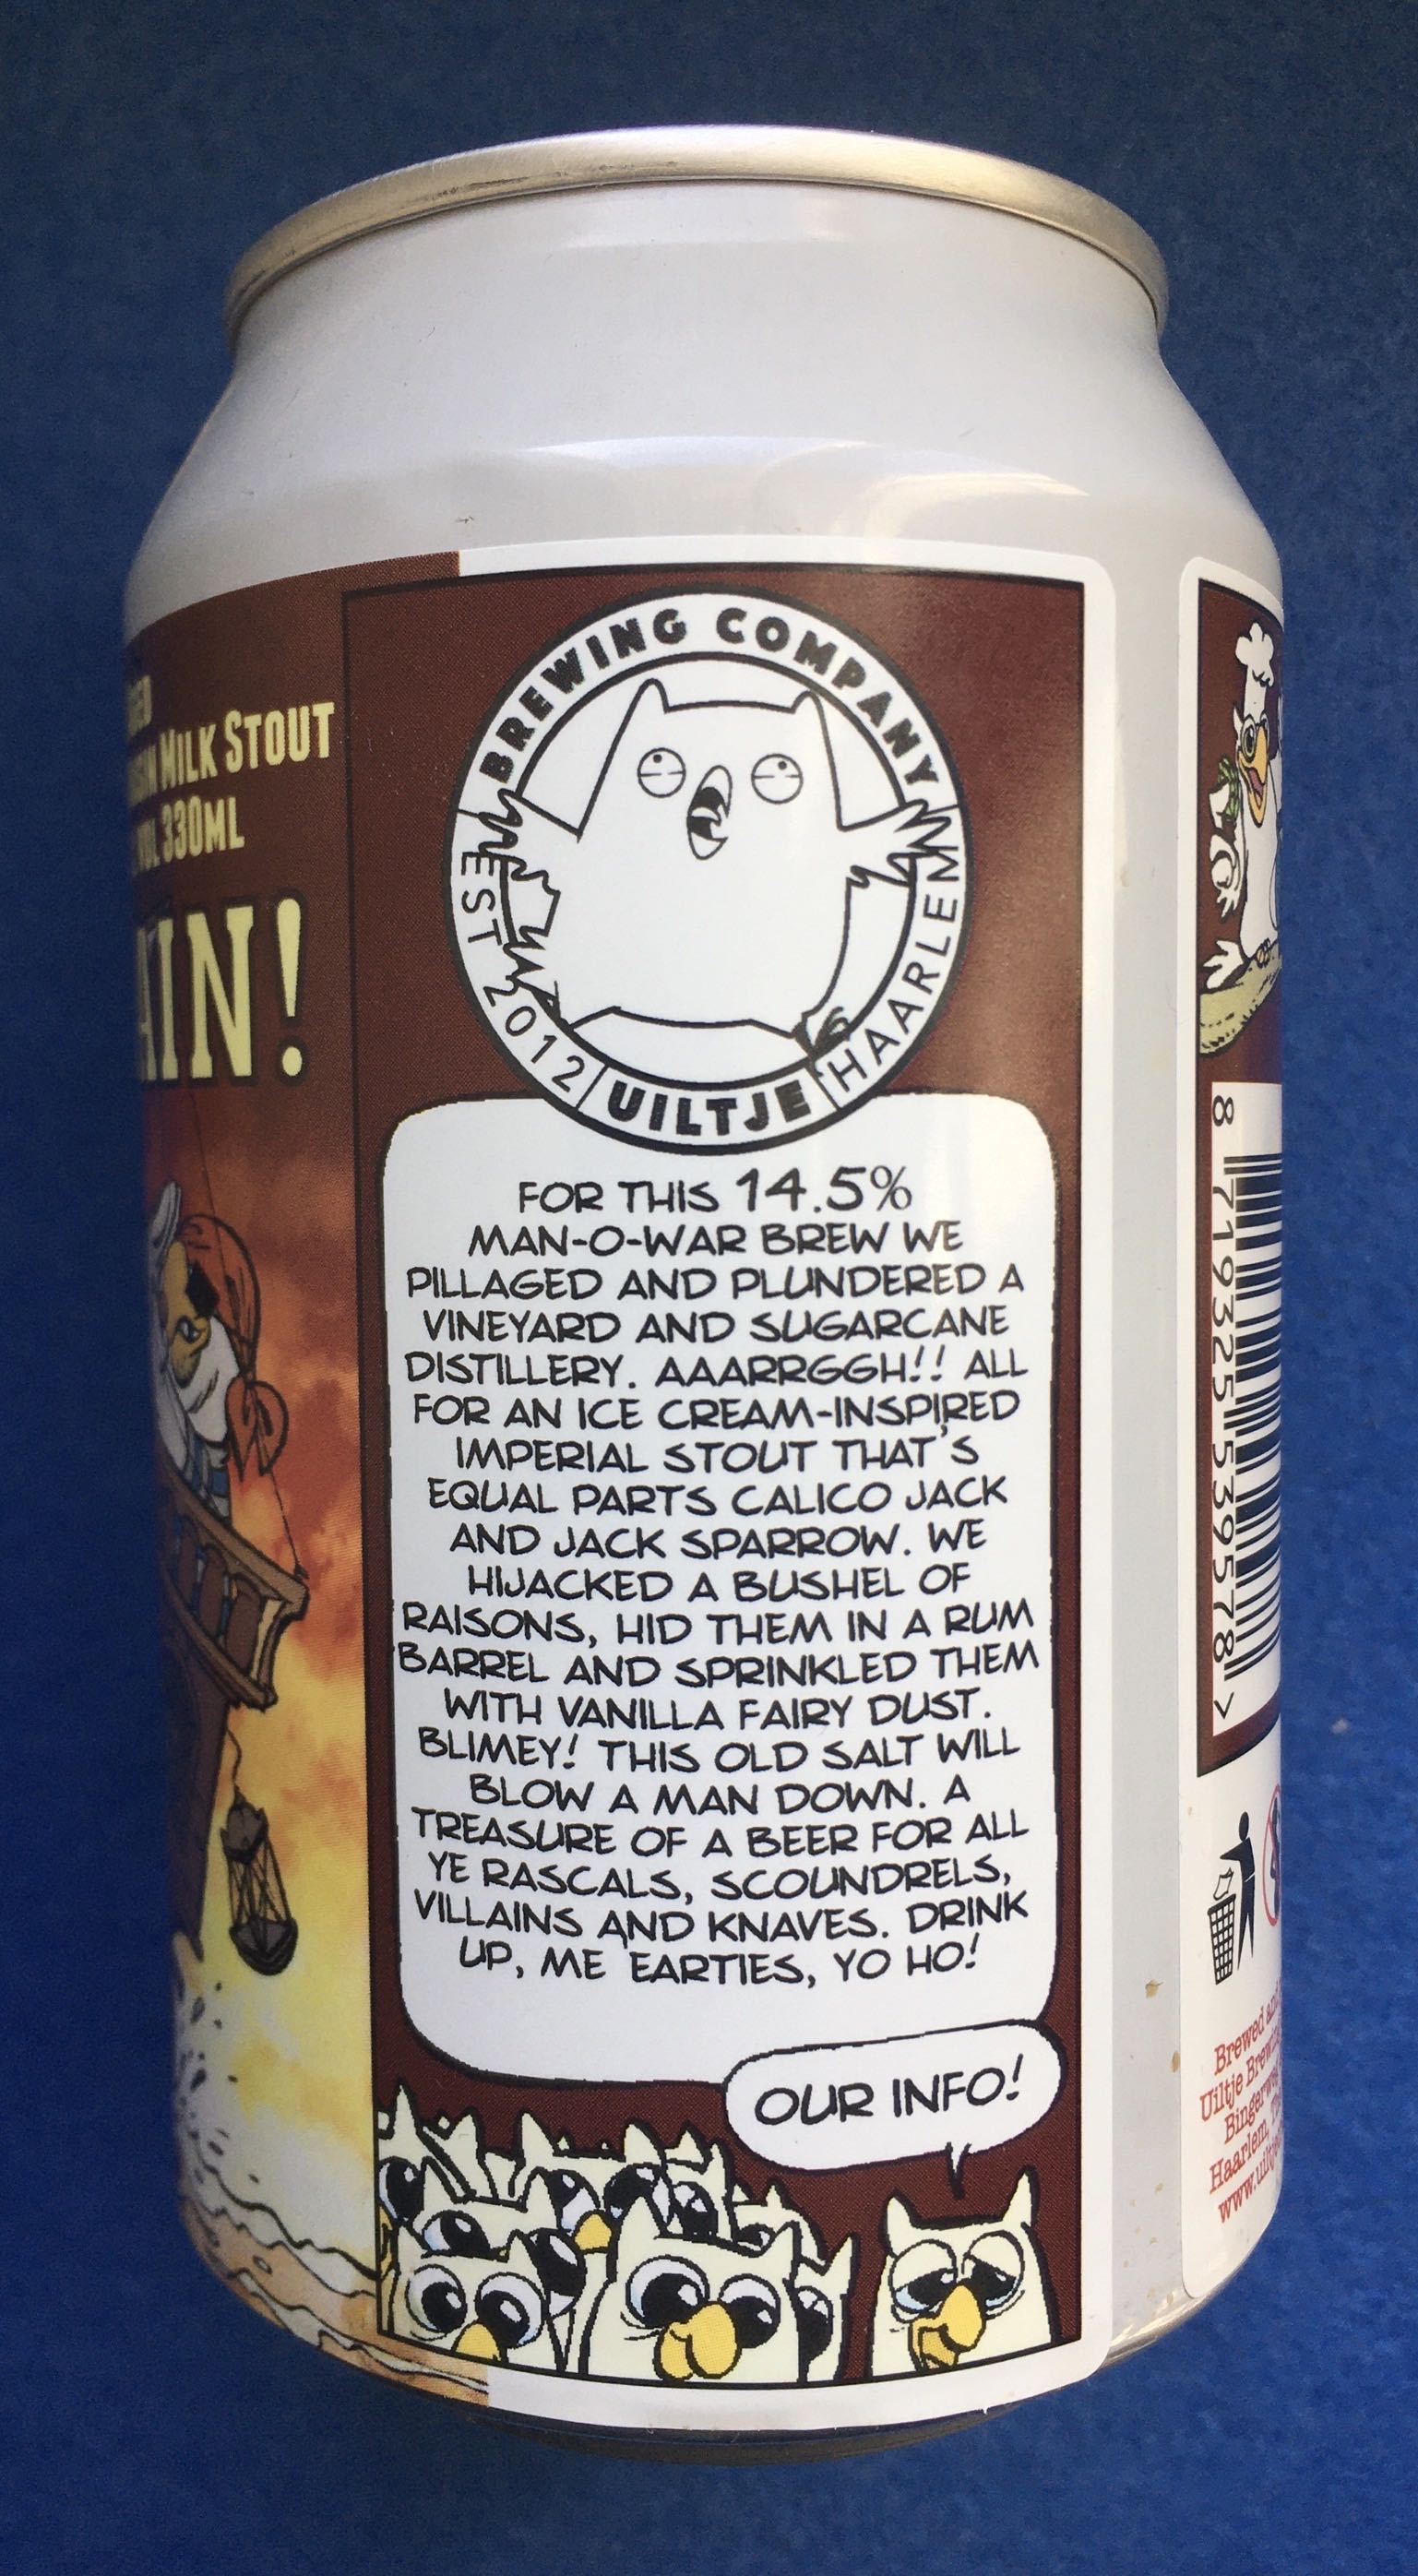 MILK STOUT
330ML
BREWING COMPANY
EST 2012
UILTJE
HAARLEM
FOR THIS 14.5%
MAN-O-WAR BREW WE
PILLAGED AND PLUNDERED A
VINEYARD AND SUGARCANE
DISTILLERY. AAARRGGH!! ALL
FOR AN ICE CREAM-INSPIRED
IMPERIAL STOUT THAT'S
EQUAL PARTS CALICO JACK
AND JACK SPARROW. WE
HIJACKED A BUSHEL OF
RAISONS, HID THEM IN A RUM
BARREL AND SPRINKLED THEM
WITH VANILLA FAIRY DUST.
BLIMEY! THIS OLD SALT WILL
BLOW A MAN DOWN. A
TREASURE OF A BEER FOR ALL
YE RASCALS, SCOUNDRELS,
VILLAINS AND KNAVES. DRINK
UP, ME 'EARTIES, YO HO!
OUR INFO!
8 719325 539578 >
Brewed and
Uiltje
Haarlem,